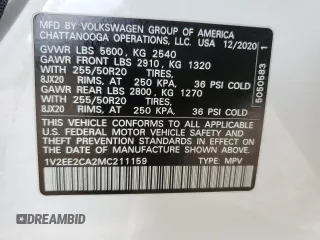 MFD BY VOLKSWAGEN GROUP OF AMERICA
CHATTANOOGA OPERATIONS, LLC. USA 12/2020
GVWR LBS 5600, KG 2540
GAWR FRONT LBS 2910, KG 1320
WITH 255/50R20 TIRES,
8JX20 RIMS, AT 250 KPA. 36 PSI COLD
GAWR REAR LBS 2800, KG 1270
WITH 255/50R20 TIRES,
8JX20 RIMS, AT 250 KPA. 36 PSI COLD
THIS VEHICLE CONFORMS TO ALL APPLICABLE
U.S. FEDERAL MOTOR VEHICLE SAFETY AND THEFT
PREVENTION STANDARDS IN EFFECT ON THE DATE
OF MANUFACTURE SHOWN ABOVE.
1V2EE2CA2MC211159 TYPE: MPV
5050583 1
DREAMBID